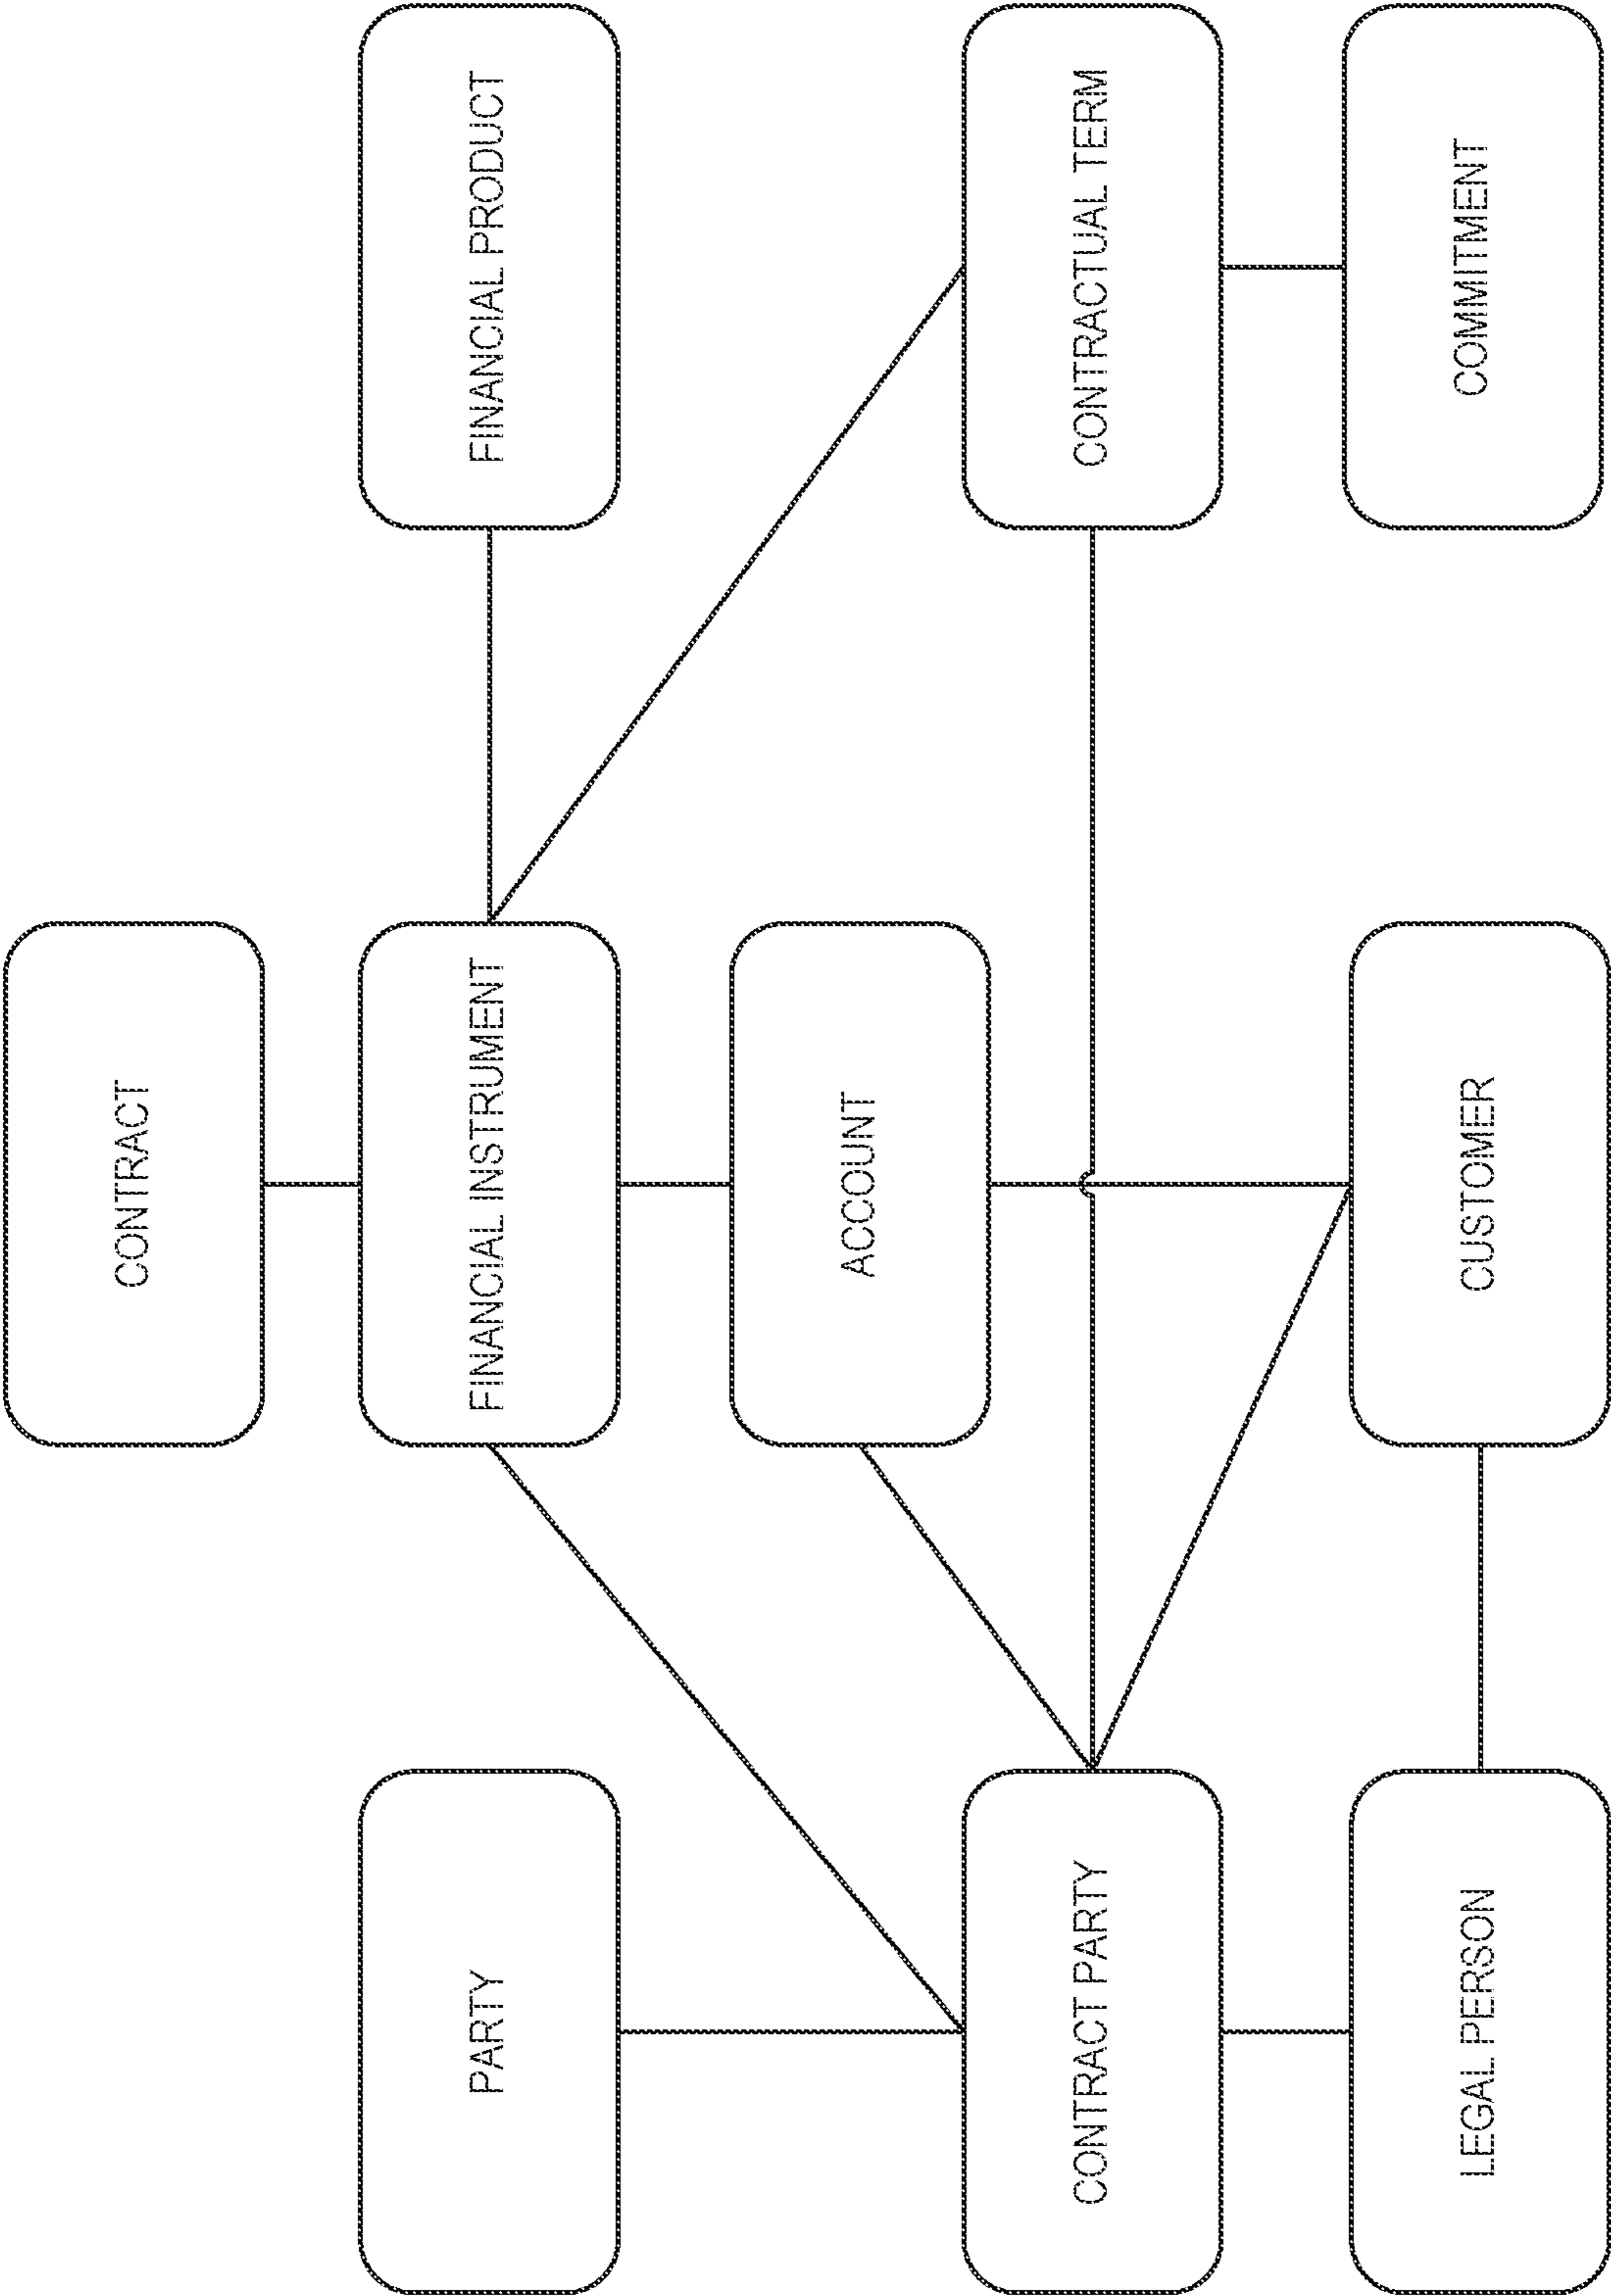 CONTRACT
PARTY
FINANCIAL INSTRUMENT
FINANCIAL PRODUCT
ACCOUNT
CONTRACT PARTY
CONTRACTUAL TERM
LEGAL PERSON
CUSTOMER
COMMITMENT